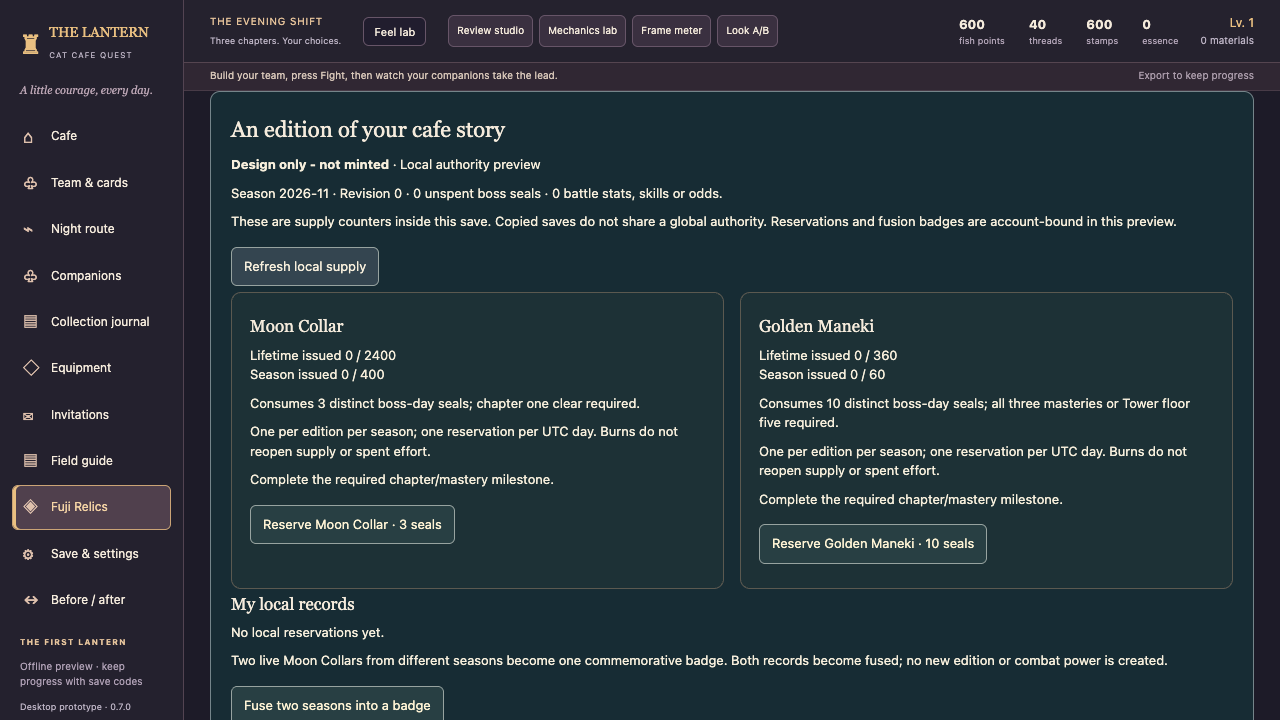 THE LANTERN
CAT CAFE QUEST
A little courage, every day.
Cafe
Team & cards
Night route
Companions
Collection journal
Equipment
Invitations
Field guide
Fuji Relics
Save & settings
Before / after
THE FIRST LANTERN
Offline preview · keep
progress with save codes
Desktop prototype · 0.7.0
THE EVENING SHIFT
Three chapters. Your choices.
Feel lab
Review studio
Mechanics lab
Frame meter
Look A/B
600
fish points
40
threads
600
stamps
0
essence
Lv. 1
0 materials
Build your team, press Fight, then watch your companions take the lead.
Export to keep progress
An edition of your cafe story
Design only - not minted · Local authority preview
Season 2026-11 · Revision 0 · 0 unspent boss seals · 0 battle stats, skills or odds.
These are supply counters inside this save. Copied saves do not share a global authority. Reservations and fusion badges are account-bound in this preview.
Refresh local supply
Moon Collar
Lifetime issued 0 / 2400
Season issued 0 / 400
Consumes 3 distinct boss-day seals; chapter one clear required.
One per edition per season; one reservation per UTC day. Burns do not
reopen supply or spent effort.
Complete the required chapter/mastery milestone.
Reserve Moon Collar · 3 seals
Golden Maneki
Lifetime issued 0 / 360
Season issued 0 / 60
Consumes 10 distinct boss-day seals; all three masteries or Tower floor
five required.
One per edition per season; one reservation per UTC day. Burns do not
reopen supply or spent effort.
Complete the required chapter/mastery milestone.
Reserve Golden Maneki · 10 seals
My local records
No local reservations yet.
Two live Moon Collars from different seasons become one commemorative badge. Both records become fused; no new edition or combat power is created.
Fuse two seasons into a badge